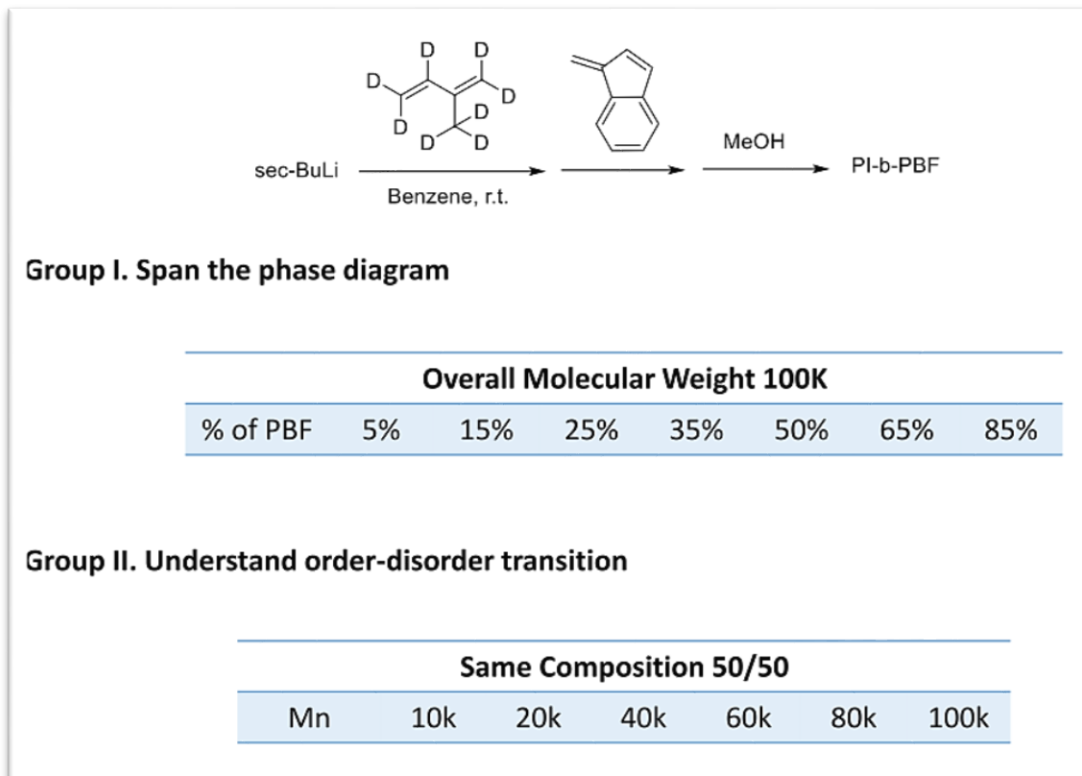 D D
D
D
D
D
D D
MeOH
sec-BuLi
PI-b-PBF
Benzene, r.t.
Group I. Span the phase diagram
Overall Molecular Weight 100K
% of PBF 5% 15% 25% 35% 50% 65% 85%
Group II. Understand order-disorder transition
Same Composition 50/50
Mn 10k 20k 40k 60k 80k 100k